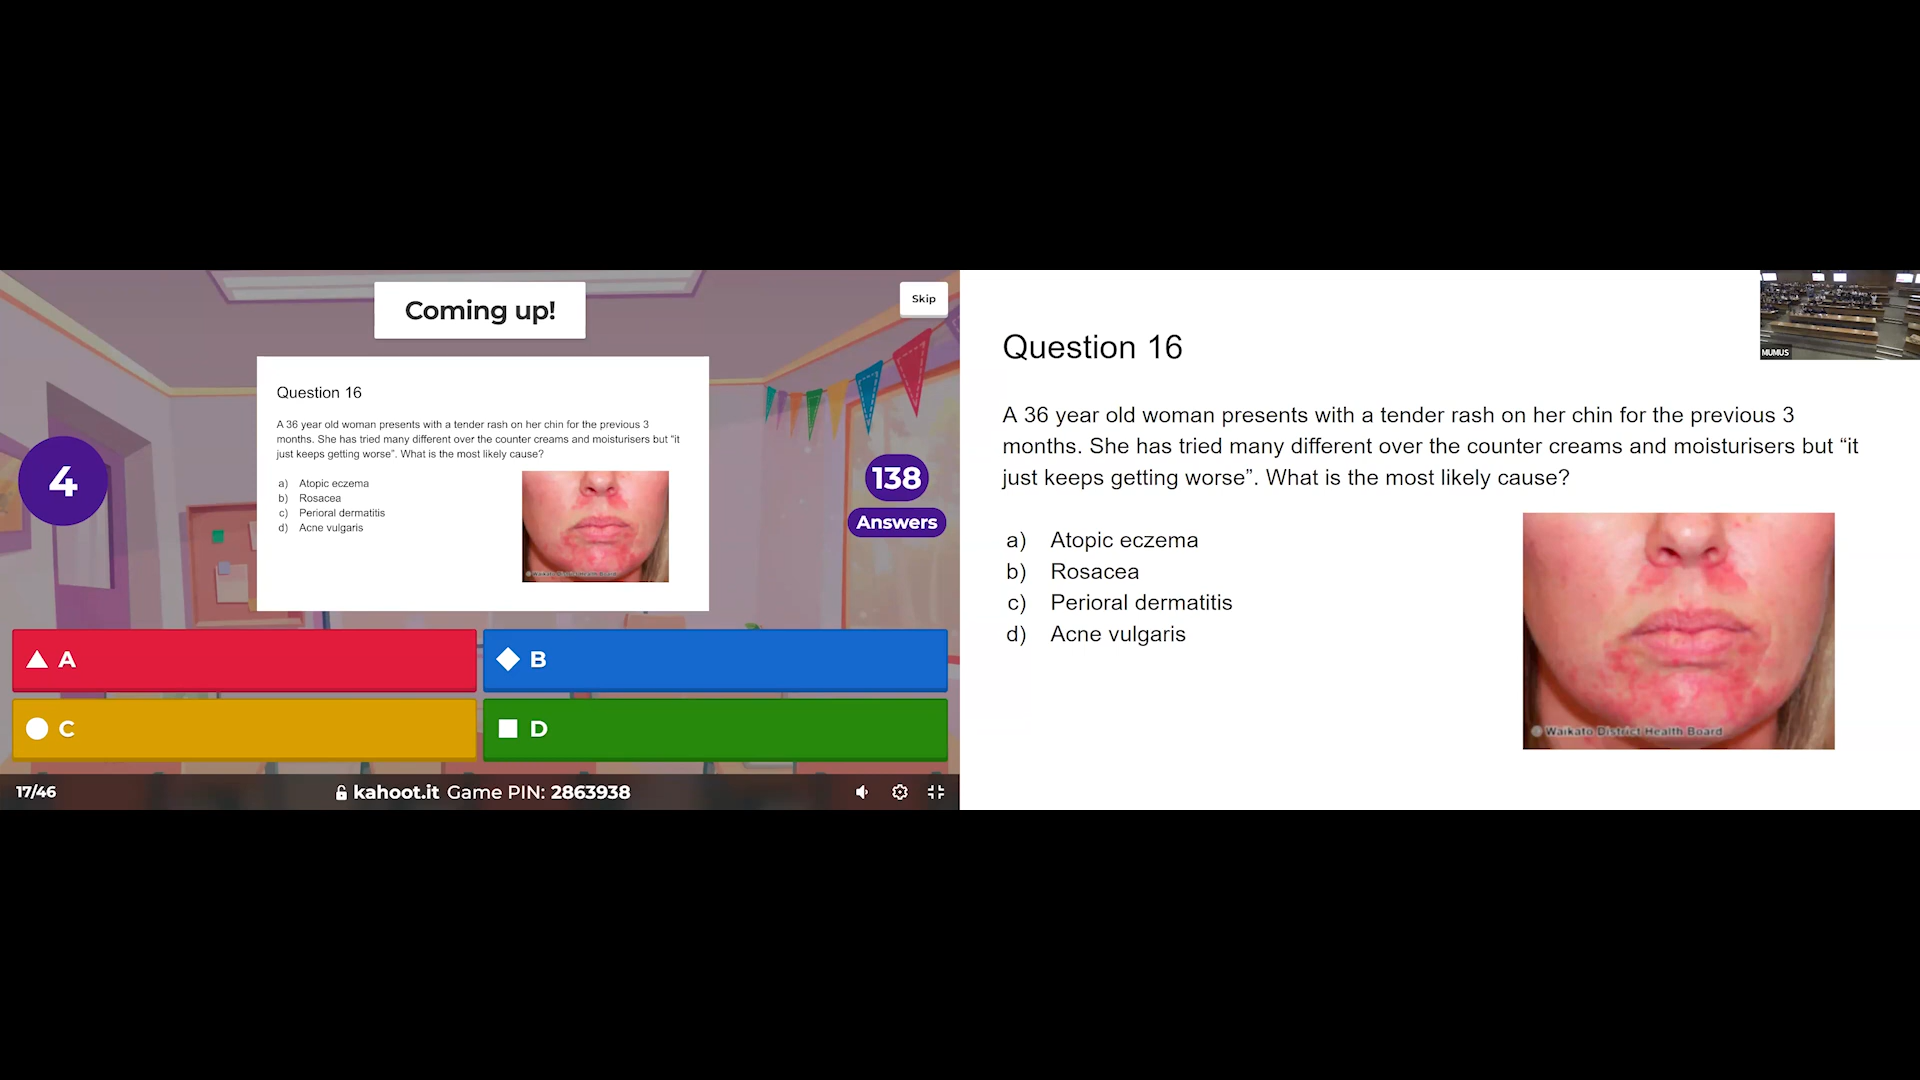 Coming up!
Skip
Question 16
A 36 year old woman presents with a tender rash on her chin for the previous 3
months. She has tried many different over the counter creams and moisturisers but “it
just keeps getting worse”. What is the most likely cause?
a) Atopic eczema
b) Rosacea
c) Perioral dermatitis
d) Acne vulgaris
© Waikato District Health Board
4
138
Answers
A
B
C
D
17/46
kahoot.it Game PIN: 2863938
Question 16
MUMUS
A 36 year old woman presents with a tender rash on her chin for the previous 3
months. She has tried many different over the counter creams and moisturisers but “it
just keeps getting worse”. What is the most likely cause?
a) Atopic eczema
b) Rosacea
c) Perioral dermatitis
d) Acne vulgaris
© Waikato District Health Board